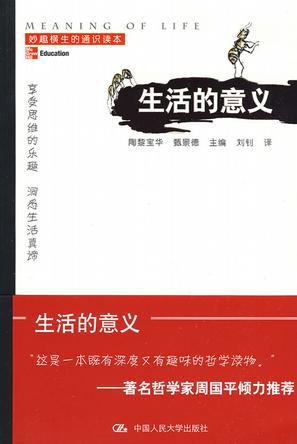 MEANING OF LIFE
妙趣横生的通识读本
Education
享受思维的乐趣 洞悉生活真谛
生活的意义
陶黎宝华 甄景德 主编 刘钊 译
生活的意义
“这是一本既有深度又有趣味的哲学读物。”
——著名哲学家周国平倾力推荐
中国人民大学出版社